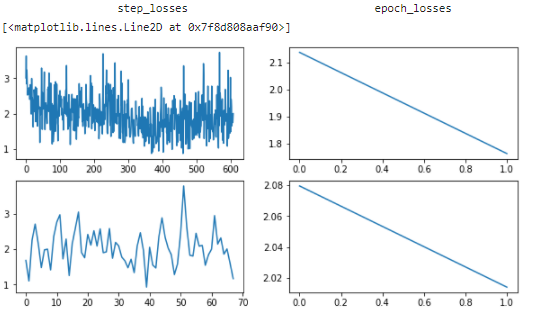 step_losses epoch_losses
[<matplotlib.lines.Line2D at 0x7f8d808aaf90>]
3
2
1
0 100 200 300 400 500 600
2.1
2.0
1.9
1.8
0.0 0.2 0.4 0.6 0.8 1.0
3
2
1
0 10 20 30 40 50 60 70
2.08
2.06
2.04
2.02
0.0 0.2 0.4 0.6 0.8 1.0